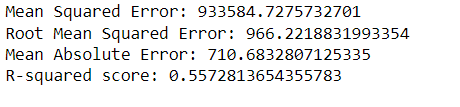 Mean Squared Error: 933584.7275732701
Root Mean Squared Error: 966.2218831993354
Mean Absolute Error: 710.6832807125335
R-squared score: 0.5572813654355783